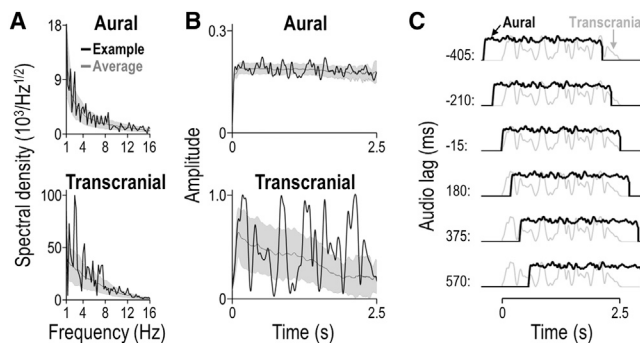 A
Aural
18
Example
Average
9
0
1 4 8 12 16
Transcranial
100
50
0
1 4 8 12 16
Spectral density (10³/Hz¹/²)
Frequency (Hz)
B
Aural
0.3
0
0 2.5
Transcranial
1.0
0
0 2.5
Amplitude
Time (s)
C
Aural
Transcranial
-405:
-210:
-15:
180:
375:
570:
Audio lag (ms)
0 2.5
Time (s)